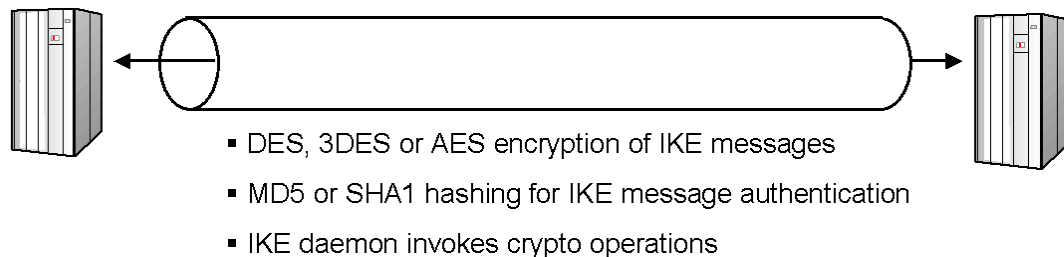 ▪ DES, 3DES or AES encryption of IKE messages
▪ MD5 or SHA1 hashing for IKE message authentication
▪ IKE daemon invokes crypto operations